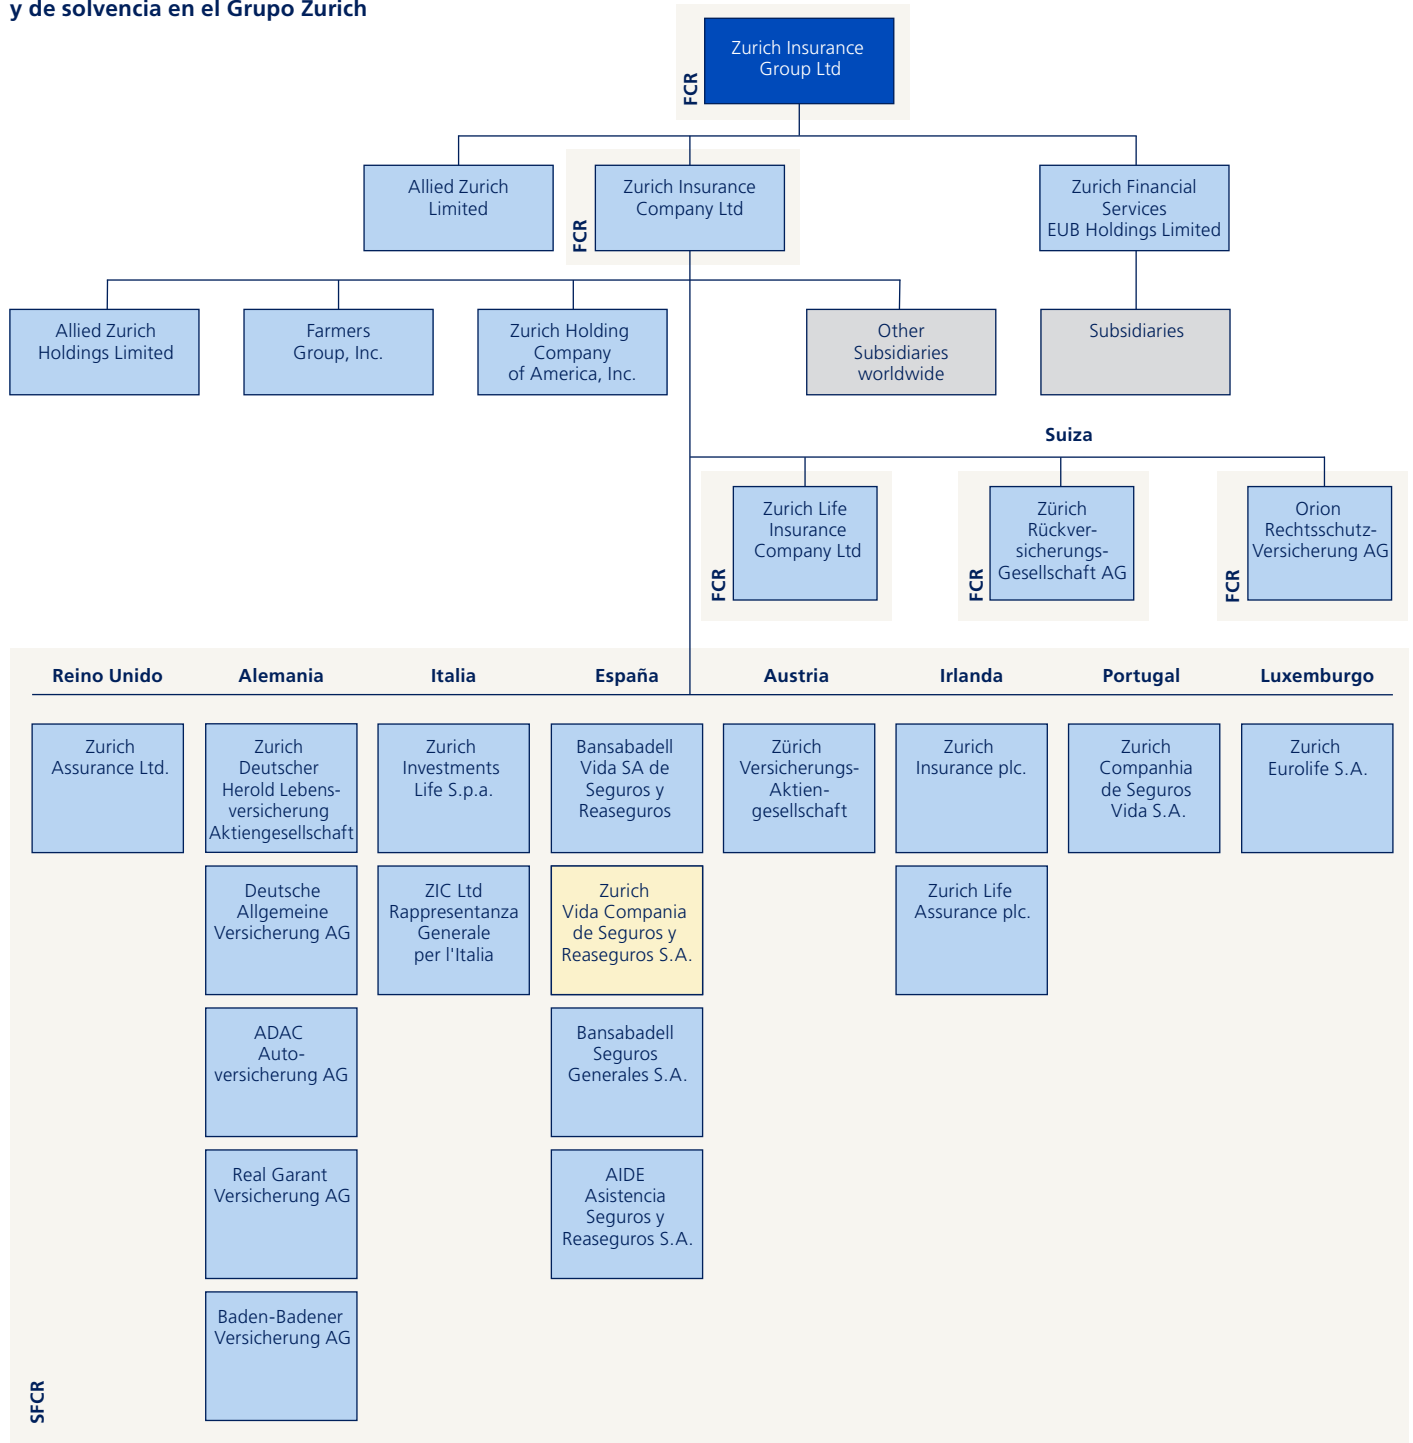 y de solvencia en el Grupo Zurich
FCR
Zurich Insurance
Group Ltd
Allied Zurich
Limited
FCR
Zurich Insurance
Company Ltd
Zurich Financial
Services
EUB Holdings Limited
Allied Zurich
Holdings Limited
Farmers
Group, Inc.
Zurich Holding
Company
of America, Inc.
Other
Subsidiaries
worldwide
Subsidiaries
Suiza
FCR
Zurich Life
Insurance
Company Ltd
FCR
Zürich
Rückver-
sicherungs-
Gesellschaft AG
FCR
Orion
Rechtsschutz-
Versicherung AG
Reino Unido
Alemania
Italia
España
Austria
Irlanda
Portugal
Luxemburgo
Zurich
Assurance Ltd.
Zurich
Deutscher
Herold Lebens-
versicherung
Aktiengesellschaft
Zurich
Investments
Life S.p.a.
Bansabadell
Vida SA de
Seguros y
Reaseguros
Zürich
Versicherungs-
Aktien-
gesellschaft
Zurich
Insurance plc.
Zurich
Companhia
de Seguros
Vida S.A.
Zurich
Eurolife S.A.
Deutsche
Allgemeine
Versicherung AG
ZIC Ltd
Rappresentanza
Generale
per l'Italia
Zurich
Vida Compania
de Seguros y
Reaseguros S.A.
Zurich Life
Assurance plc.
ADAC
Auto-
versicherung AG
Bansabadell
Seguros
Generales S.A.
Real Garant
Versicherung AG
AIDE
Asistencia
Seguros y
Reaseguros S.A.
Baden-Badener
Versicherung AG
SFCR